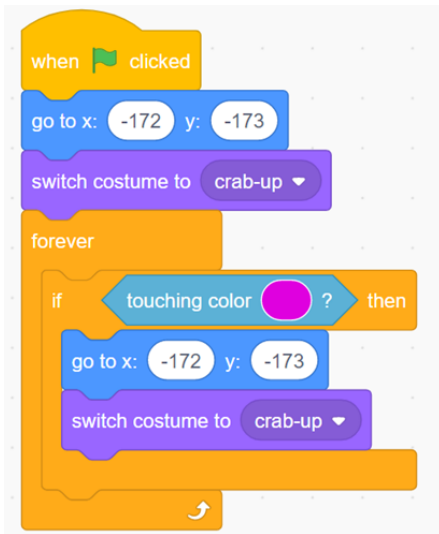 when clicked
go to x: -172 y: -173
switch costume to crab-up
forever
if touching color ? then
go to x: -172 y: -173
switch costume to crab-up